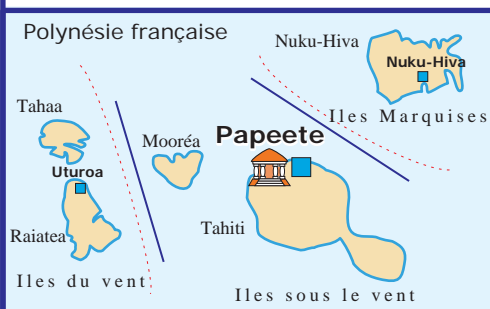 Polynésie française
Nuku-Hiva
Nuku-Hiva
Iles Marquises
Tahaa
Mooréa
Papeete
Uturoa
Raiatea
Tahiti
Iles du vent
Iles sous le vent